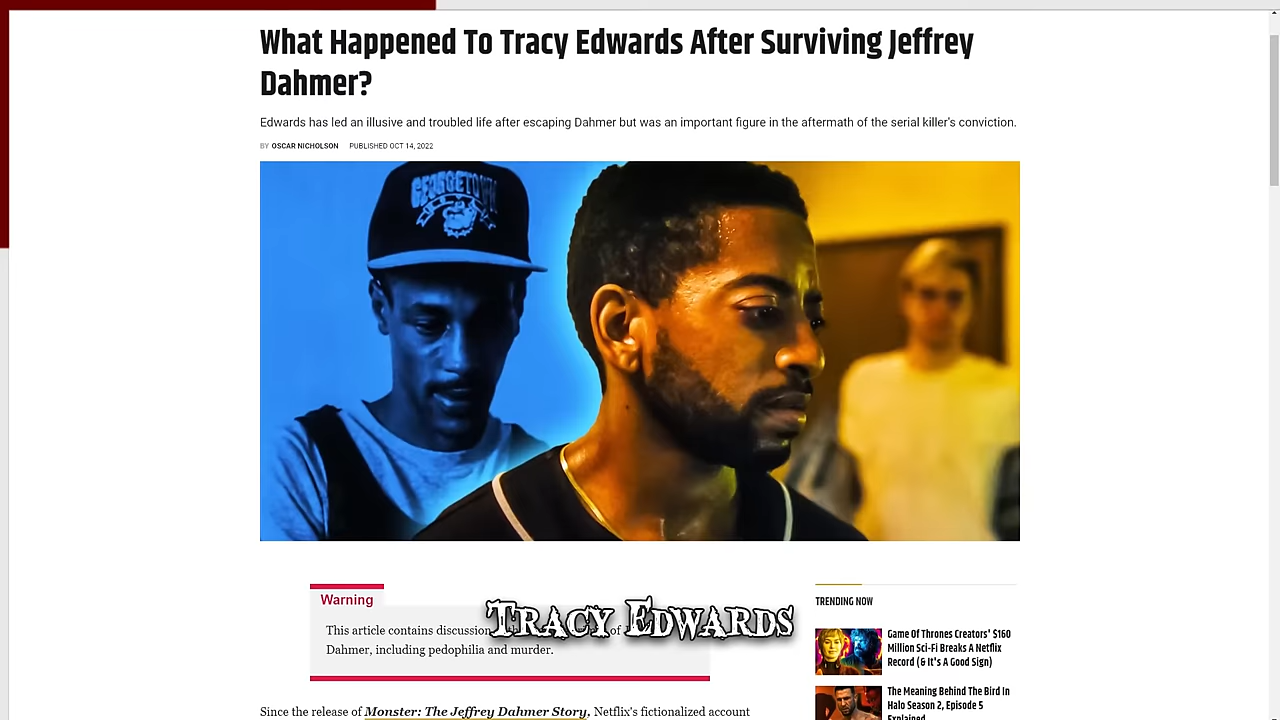 What Happened To Tracy Edwards After Surviving Jeffrey
Dahmer?
Edwards has led an illusive and troubled life after escaping Dahmer but was an important figure in the aftermath of the serial killer's conviction.
BY OSCAR NICHOLSON PUBLISHED OCT 14, 2022
GEORGETOWN
Warning
This article contains discussion of
Dahmer, including pedophilia and murder.
TRACY EDWARDS
Since the release of Monster: The Jeffrey Dahmer Story, Netflix's fictionalized account
TRENDING NOW
Game Of Thrones Creators' $160
Million Sci-Fi Breaks A Netflix
Record (& It's A Good Sign)
The Meaning Behind The Bird In
Halo Season 2, Episode 5
Explained